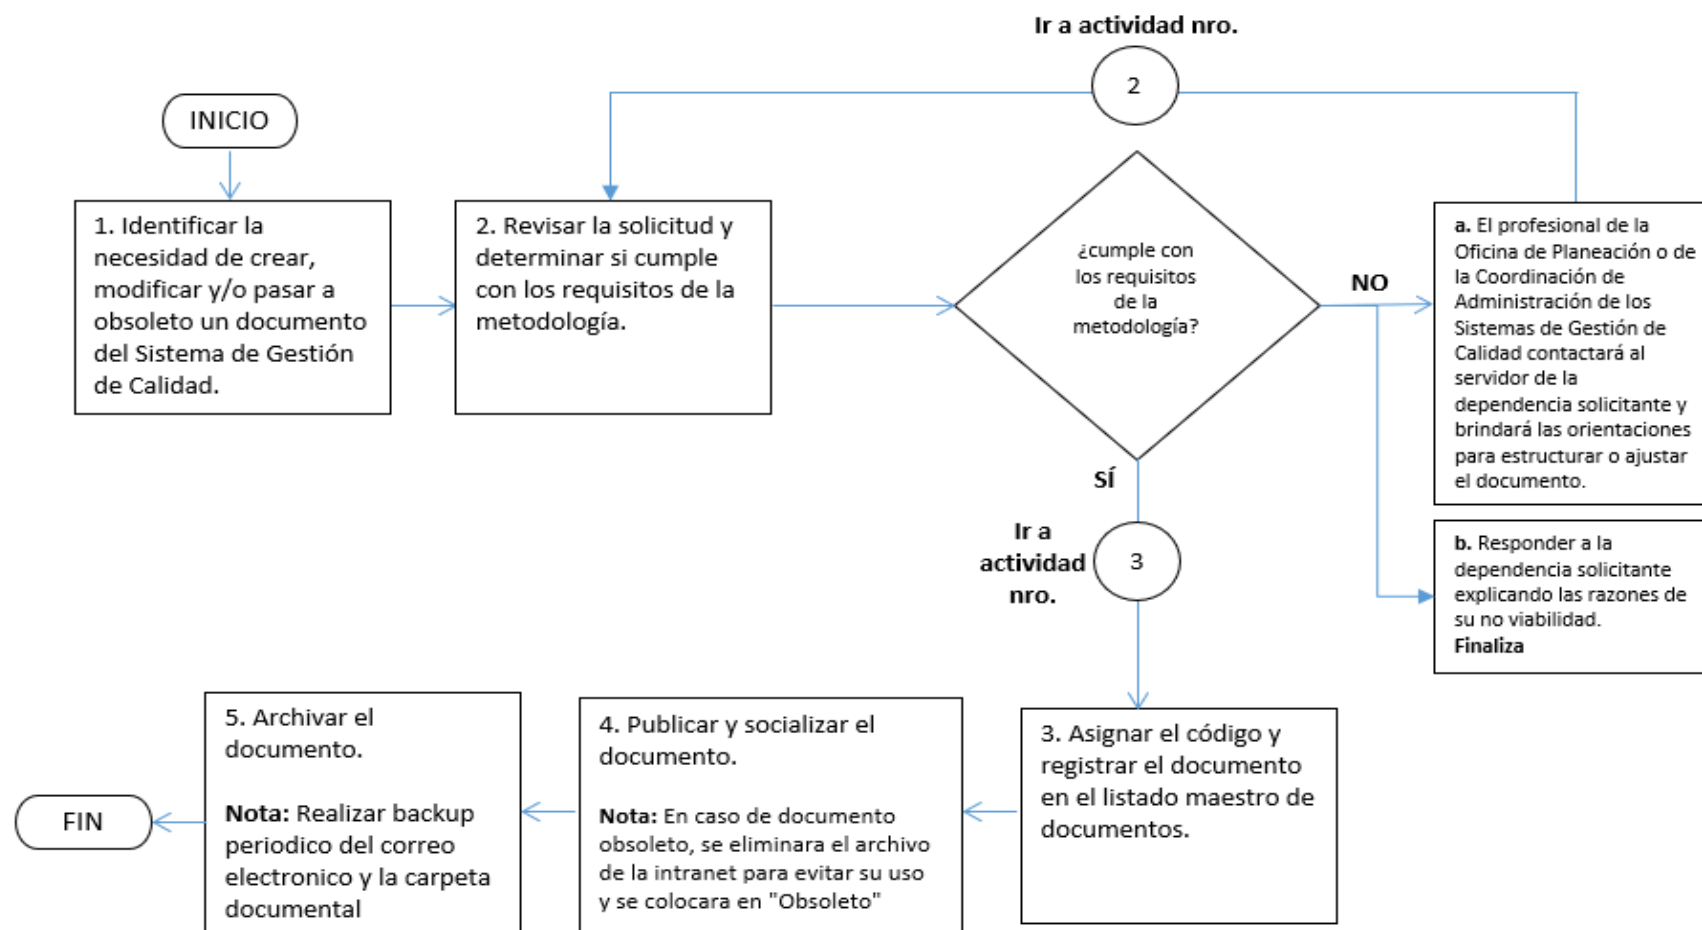 Ir a actividad nro.
2
INICIO
1. Identificar la
necesidad de crear,
modificar y/o pasar a
obsoleto un documento
del Sistema de Gestión
de Calidad.
2. Revisar la solicitud y
determinar si cumple
con los requisitos de la
metodología.
¿cumple con
los requisitos
de la
metodología?
NO
a. El profesional de la
Oficina de Planeación o de
la Coordinación de
Administración de los
Sistemas de Gestión de
Calidad contactará al
servidor de la
dependencia solicitante y
brindará las orientaciones
para estructurar o ajustar
el documento.
b. Responder a la
dependencia solicitante
explicando las razones de
su no viabilidad.
Finaliza
SÍ
Ir a
actividad
nro.
3
3. Asignar el código y
registrar el documento
en el listado maestro de
documentos.
4. Publicar y socializar el
documento.
Nota: En caso de documento
obsoleto, se eliminara el archivo
de la intranet para evitar su uso
y se colocara en "Obsoleto"
5. Archivar el
documento.
Nota: Realizar backup
periodico del correo
electronico y la carpeta
documental
FIN